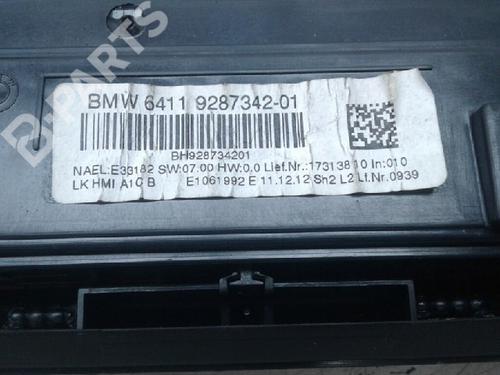 B-PARTS
BMW 6411 9287342-01
BH928734201
NAEL:E33182 SW:07.00 HW:0,0 Lief.Nr.:17313810 In:010
LK HMI A1C B E1061992 E 11.12.12 Sh2 L2 Lf.Nr.0939